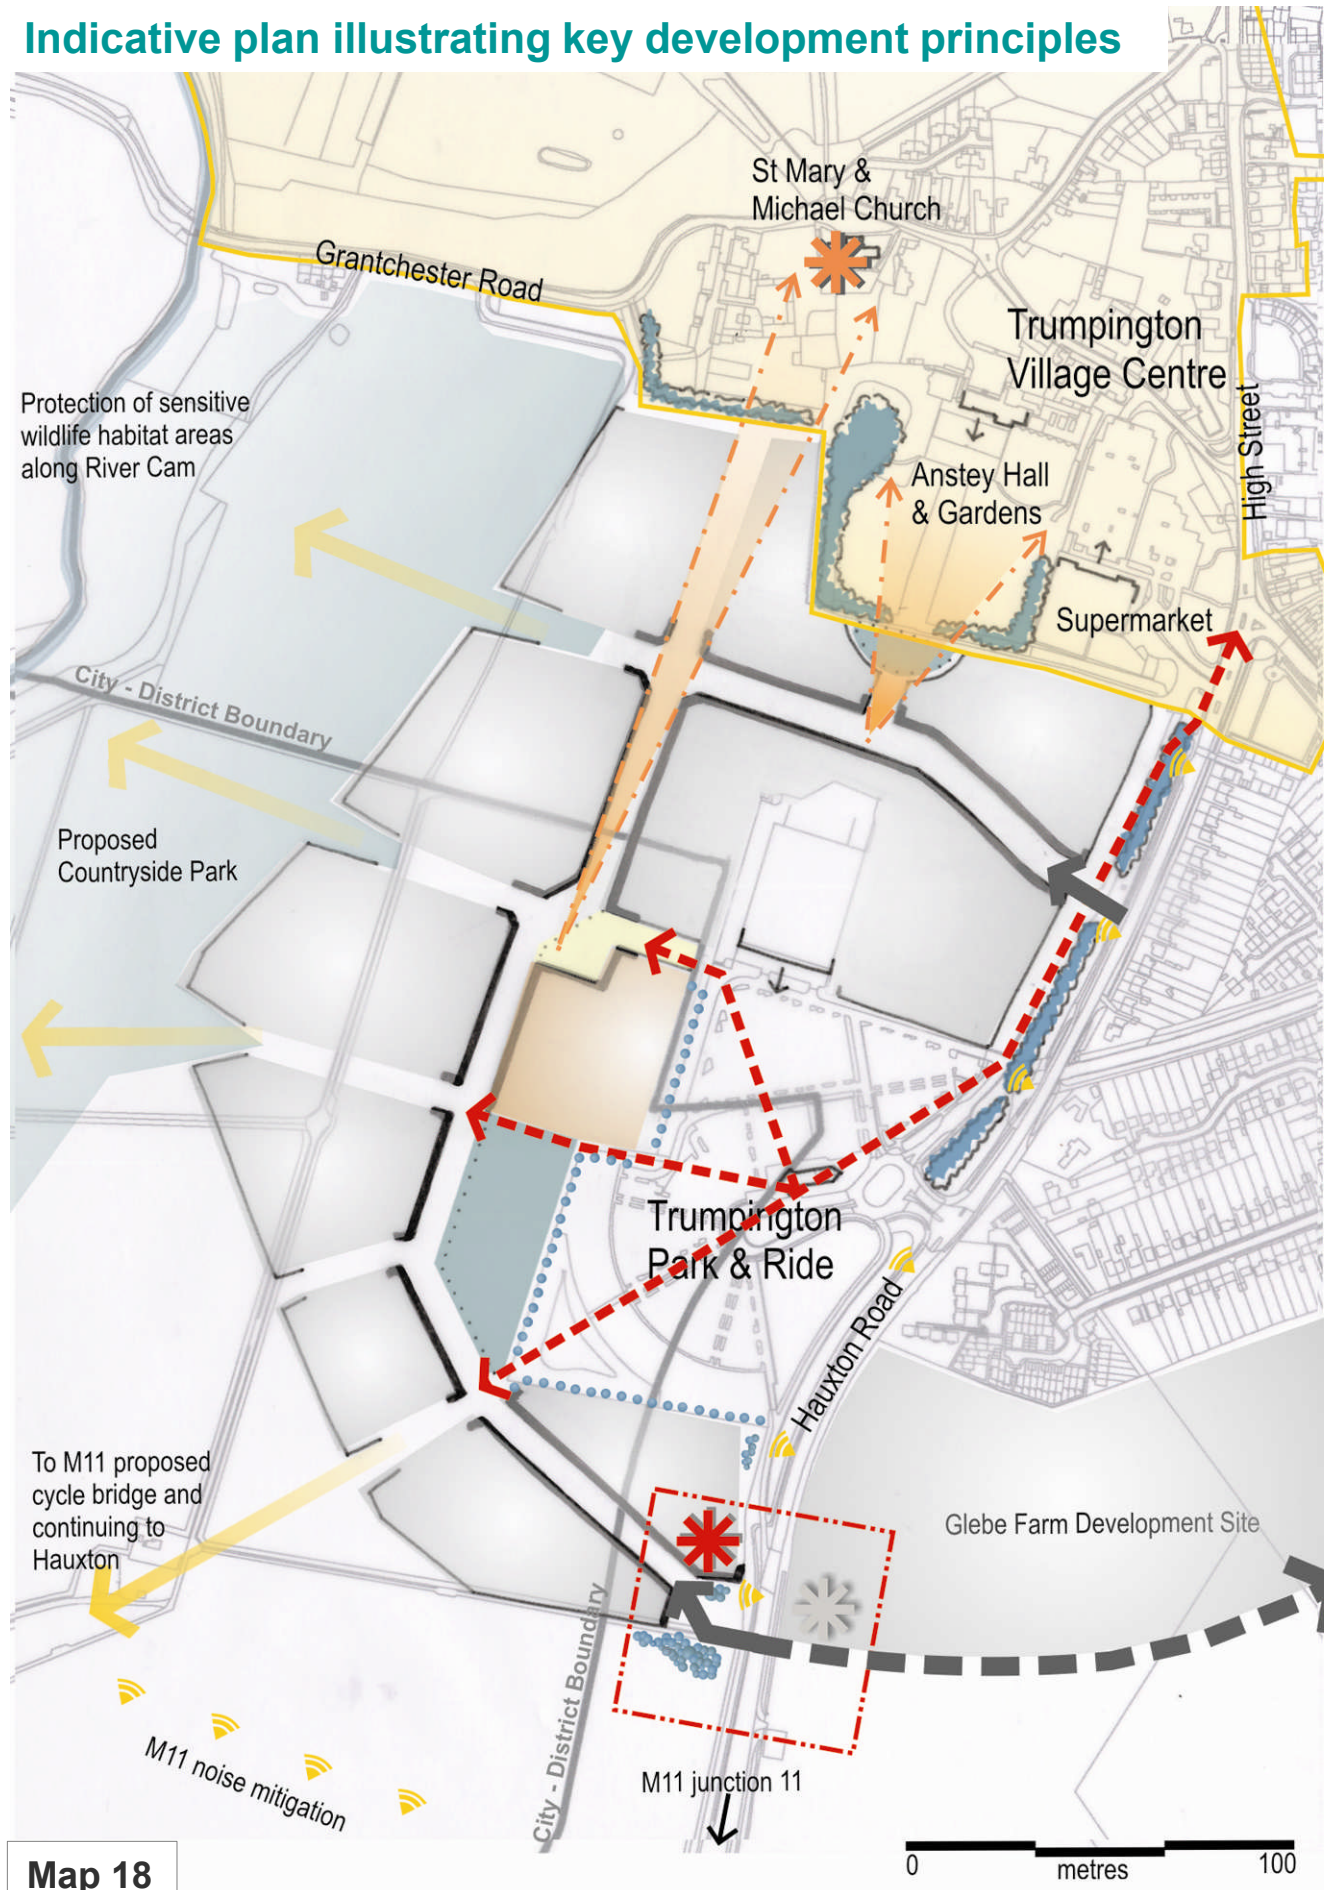 Indicative plan illustrating key development principles
St Mary &
Michael Church
Grantchester Road
Trumpington
Village Centre
Protection of sensitive
wildlife habitat areas
along River Cam
High Street
Anstey Hall
& Gardens
Supermarket
City - District Boundary
Proposed
Countryside Park
Trumpington
Park & Ride
Hauxton Road
To M11 proposed
cycle bridge and
continuing to
Hauxton
Glebe Farm Development Site
City - District Boundary
M11 noise mitigation
M11 junction 11
0 metres 100
Map 18